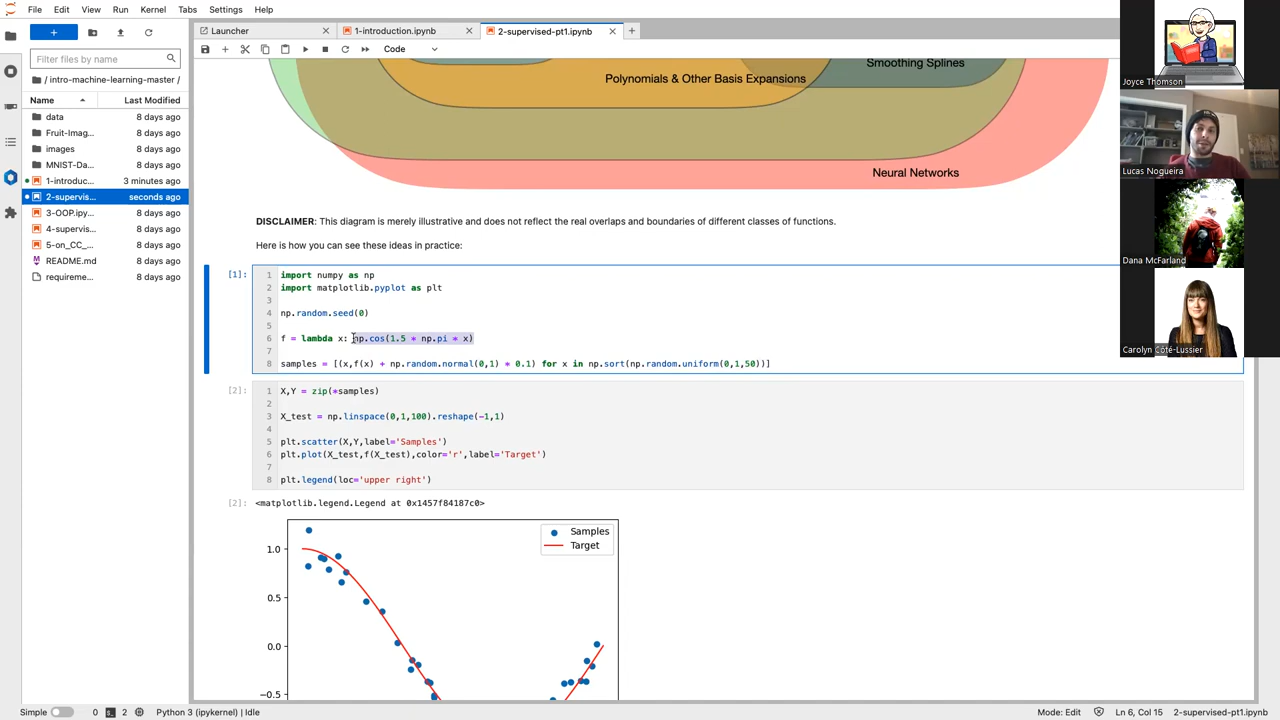 File Edit View Run Kernel Tabs Settings Help
Launcher
1-introduction.ipynb
2-supervised-pt1.ipynb
Code
Filter files by name
/ intro-machine-learning-master /
Name Last Modified
data 8 days ago
Fruit-Imag... 8 days ago
images 8 days ago
MNIST-Da... 8 days ago
1-introduc... 3 minutes ago
2-supervis... seconds ago
3-OOP.ipy... 8 days ago
4-supervis... 8 days ago
5-on_CC_... 8 days ago
README.md 8 days ago
requireme... 8 days ago
Smoothing Splines
Polynomials & Other Basis Expansions
Neural Networks
DISCLAIMER: This diagram is merely illustrative and does not reflect the real overlaps and boundaries of different classes of functions.
Here is how you can see these ideas in practice:
[1]:
1 import numpy as np
2 import matplotlib.pyplot as plt
3
4 np.random.seed(0)
5
6 f = lambda x: np.cos(1.5 * np.pi * x)
7
8 samples = [(x,f(x) + np.random.normal(0,1) * 0.1) for x in np.sort(np.random.uniform(0,1,50))]
[2]:
1 X,Y = zip(*samples)
2
3 X_test = np.linspace(0,1,100).reshape(-1,1)
4
5 plt.scatter(X,Y,label='Samples')
6 plt.plot(X_test,f(X_test),color='r',label='Target')
7
8 plt.legend(loc='upper right')
[2]: <matplotlib.legend.Legend at 0x1457f84187c0>
Samples
Target
1.0
0.5
0.0
−0.5
Joyce Thomson
Lucas Nogueira
Dana McFarland
Carolyn Côté-Lussier
Simple 0 2 Python 3 (ipykernel) | Idle
Mode: Edit Ln 6, Col 15 2-supervised-pt1.ipynb